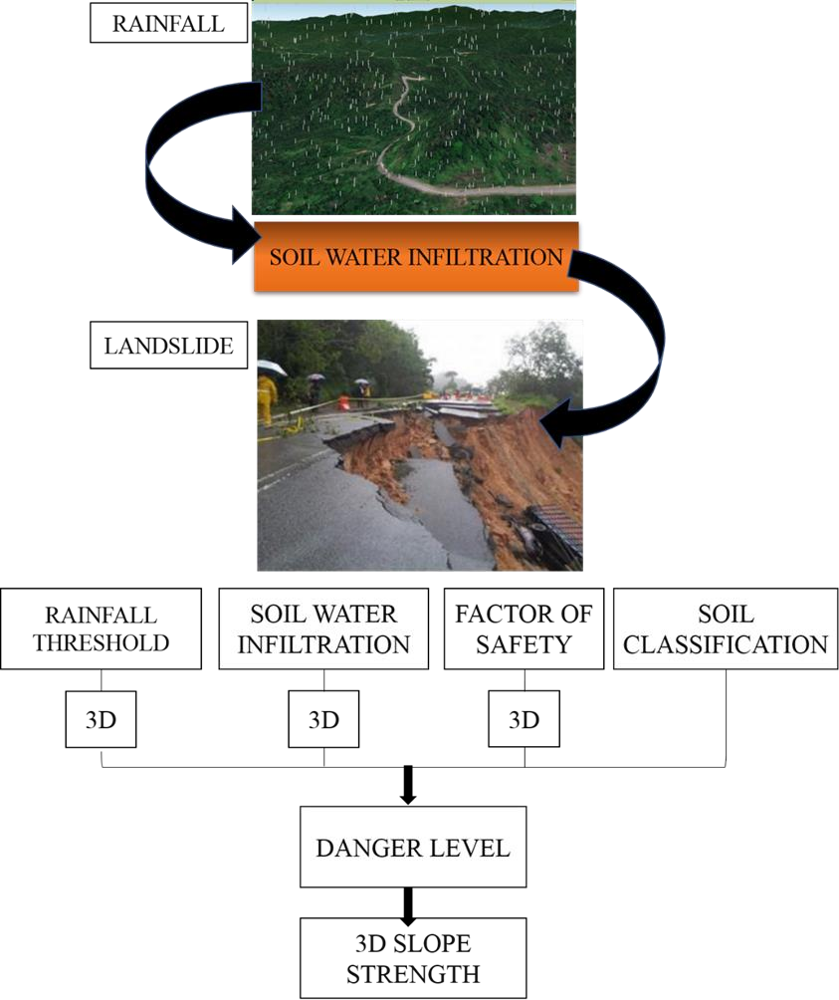 RAINFALL
SOIL WATER INFILTRATION
LANDSLIDE
RAINFALL
THRESHOLD
SOIL WATER
INFILTRATION
FACTOR OF
SAFETY
SOIL
CLASSIFICATION
3D
3D
3D
DANGER LEVEL
3D SLOPE
STRENGTH